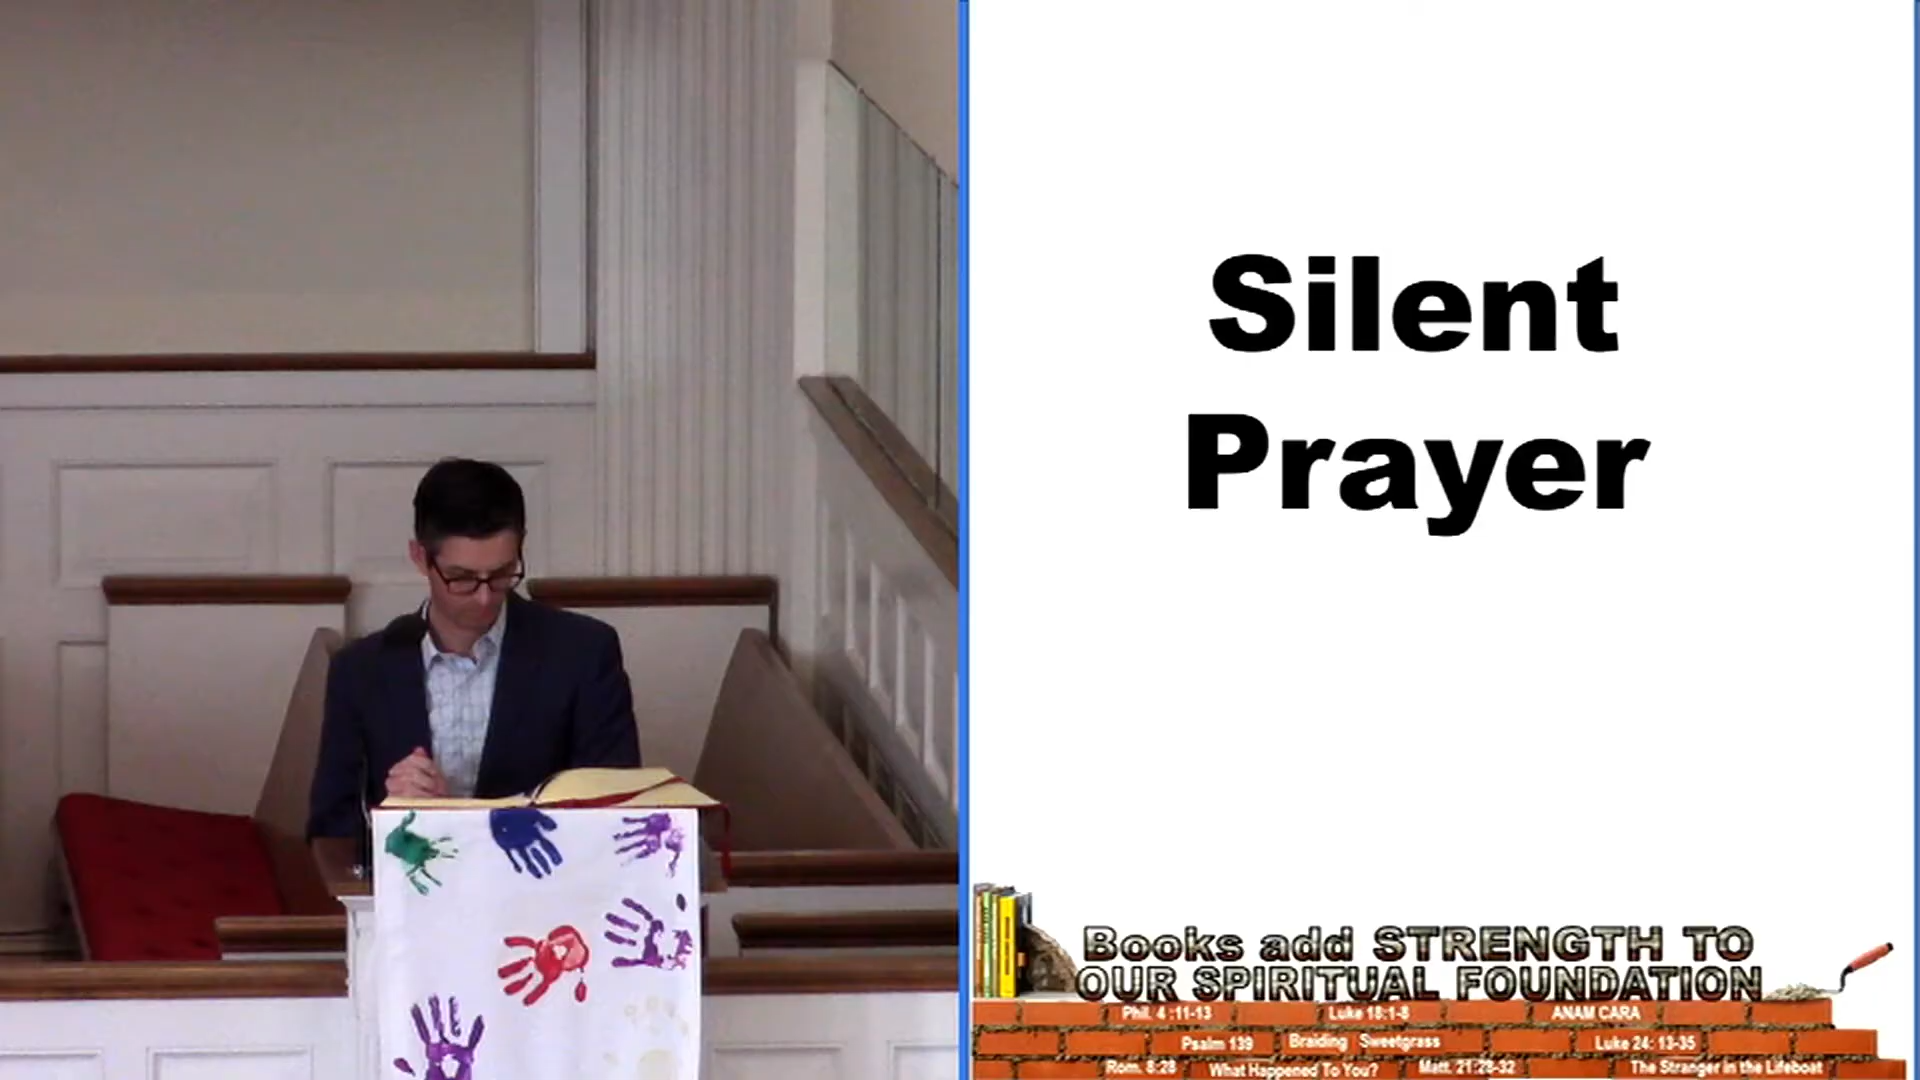 Silent
Prayer
Books add STRENGTH TO
OUR SPIRITUAL FOUNDATION
Phil. 4 :11-13 Luke 18:1-8 ANAM CARA
Psalm 139 Braiding Sweetgrass Luke 24: 13-35
Rom. 8:28 What Happened To You? Matt. 21:28-32 The Stranger in the Lifeboat